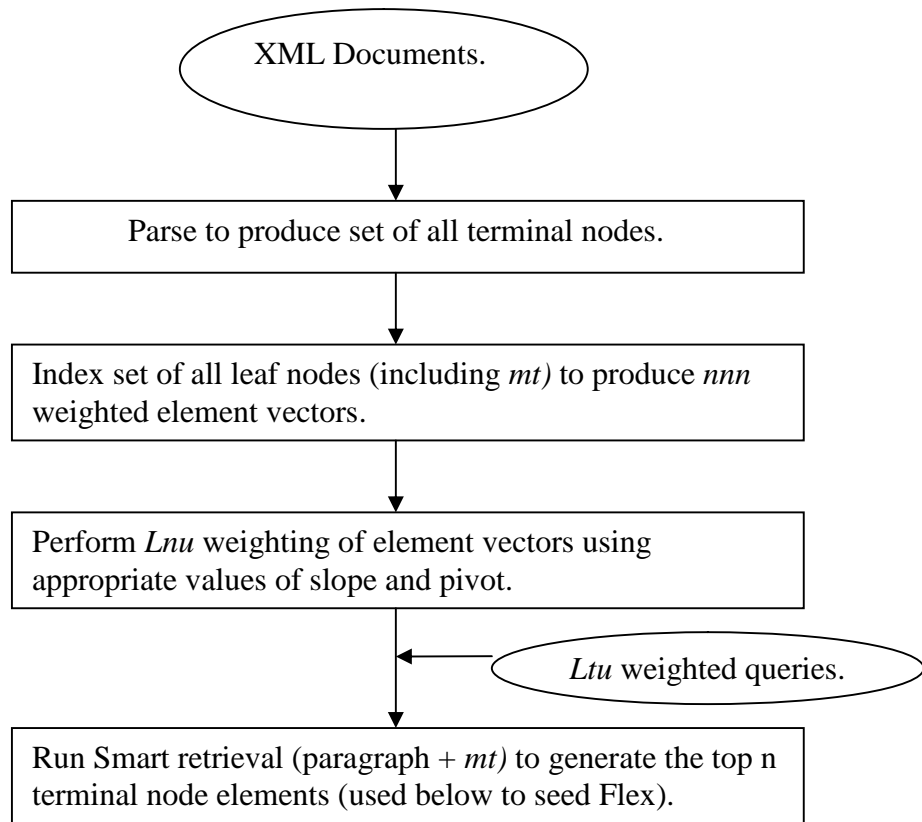 XML Documents.
Parse to produce set of all terminal nodes.
Index set of all leaf nodes (including mt) to produce nnn
weighted element vectors.
Perform Lnu weighting of element vectors using
appropriate values of slope and pivot.
Ltu weighted queries.
Run Smart retrieval (paragraph + mt) to generate the top n
terminal node elements (used below to seed Flex).